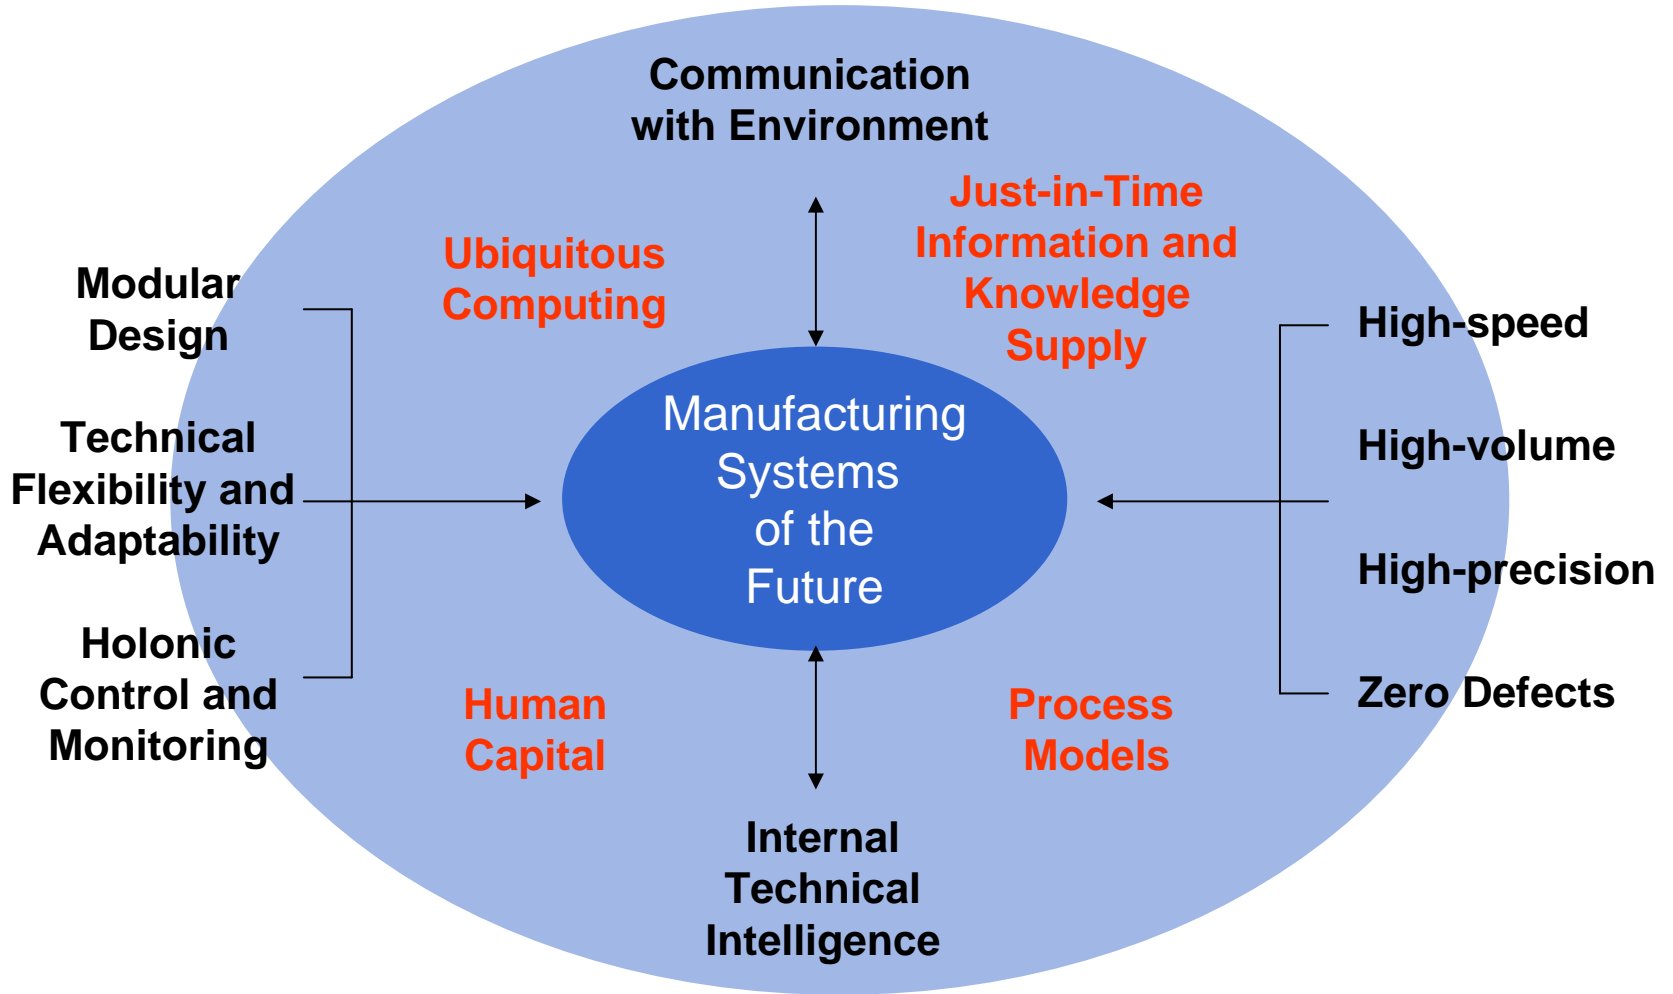 Communication
with Environment
Just-in-Time
Information and
Knowledge
Supply
Ubiquitous
Computing
Modular
Design
Technical
Flexibility and
Adaptability
Holonic
Control and
Monitoring
Manufacturing
Systems
of the
Future
High-speed
High-volume
High-precision
Zero Defects
Human
Capital
Process
Models
Internal
Technical
Intelligence